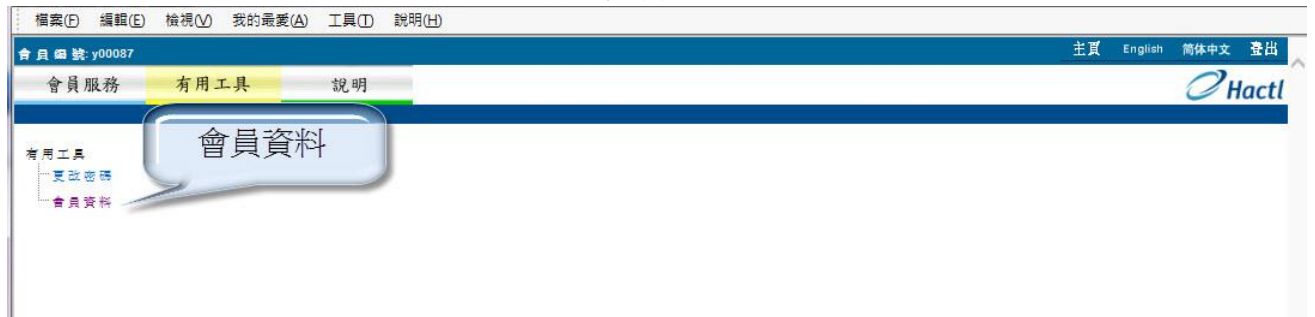 檔案(F) 編輯(E) 檢視(V) 我的最愛(A) 工具(T) 說明(H)
會員編號: y00087 主頁 English 简体中文 登出
會員服務 有用工具 說明 Hactl
會員資料
有用工具
更改密碼
會員資料